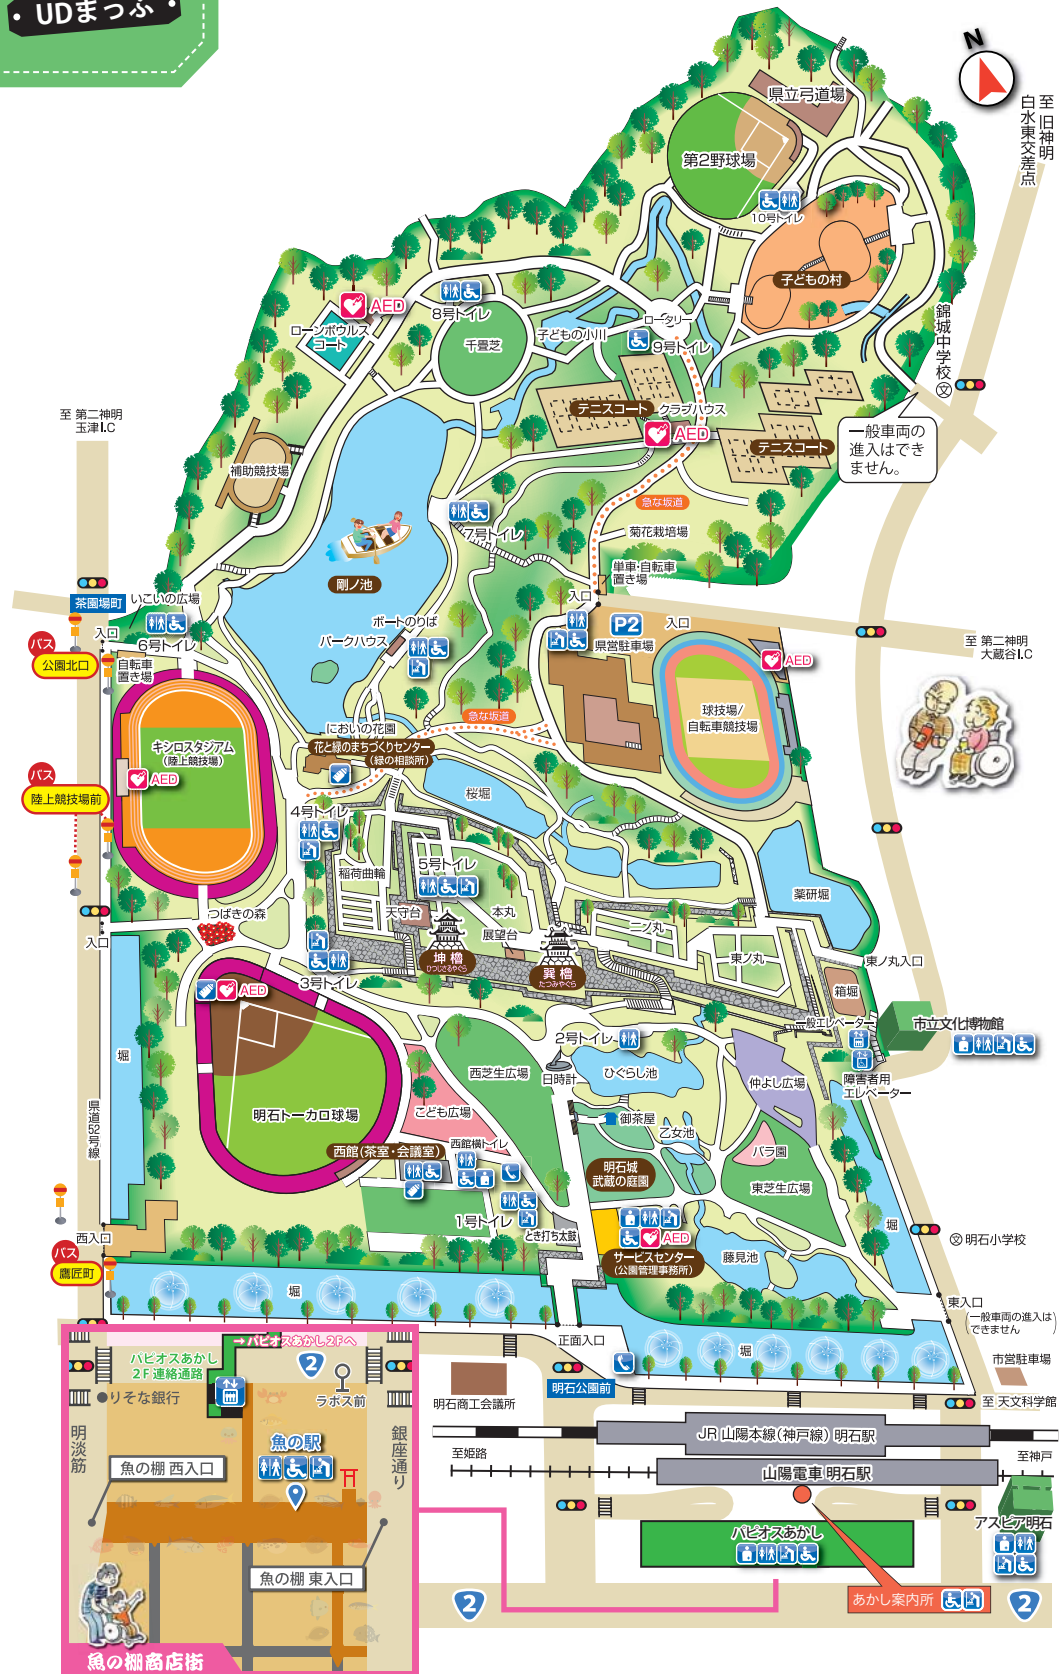 UDまっぷ
N
至 旧神明
白水東交差点
県立弓道場
第2野球場
10号トイレ
子どもの村
AED
8号トイレ
ローンボウルス
コート
千畳芝
子どもの小川
ロータリー
9号トイレ
錦城中学校 文
テニスコート
クラブハウス
AED
テニスコート
一般車両の
進入はでき
ません。
至 第二神明
玉津I.C
補助競技場
急な坂道
7号トイレ
菊花栽培場
単車・自転車
置き場
剛ノ池
入口
茶園場町
いこいの広場
入口
6号トイレ
バス
公園北口
自転車
置き場
ボートのりば
パークハウス
P2
県営駐車場
入口
至 第二神明
大蔵谷I.C
AED
球技場/
自転車競技場
急な坂道
においの花園
花と緑のまちづくりセンター
(緑の相談所)
キシロスタジアム
(陸上競技場)
AED
バス
陸上競技場前
桜堀
4号トイレ
5号トイレ
稲荷曲輪
薬研堀
天守台
本丸
展望台
二ノ丸
つばきの森
入口
坤櫓
ひつじさるやぐら
巽櫓
たつみやぐら
東ノ丸
東ノ丸入口
3号トイレ
AED
箱堀
一般エレベーター
市立文化博物館
2号トイレ
障害者用
エレベーター
西芝生広場
日時計
ひぐらし池
仲よし広場
堀
県道52号線
明石トーカロ球場
こども広場
御茶屋
乙女池
西館(茶室・会議室)
西館横トイレ
明石城
武蔵の庭園
バラ園
東芝生広場
1号トイレ
とき打ち太鼓
AED
サービスセンター
(公園管理事務所)
藤見池
堀
文 明石小学校
西入口
バス
鷹匠町
堀
東入口
(一般車両の進入は
できません)
正面入口
堀
市営駐車場
→パピオスあかし2Fへ
パピオスあかし
2F 連絡通路
2
りそな銀行
ラポス前
明淡筋
銀座通り
魚の駅
魚の棚 西入口
魚の棚 東入口
魚の棚商店街
明石商工会議所
明石公園前
至 天文科学館
JR 山陽本線(神戸線) 明石駅
至姫路
至神戸
山陽電車 明石駅
パピオスあかし
アスピア明石
あかし案内所
2
2